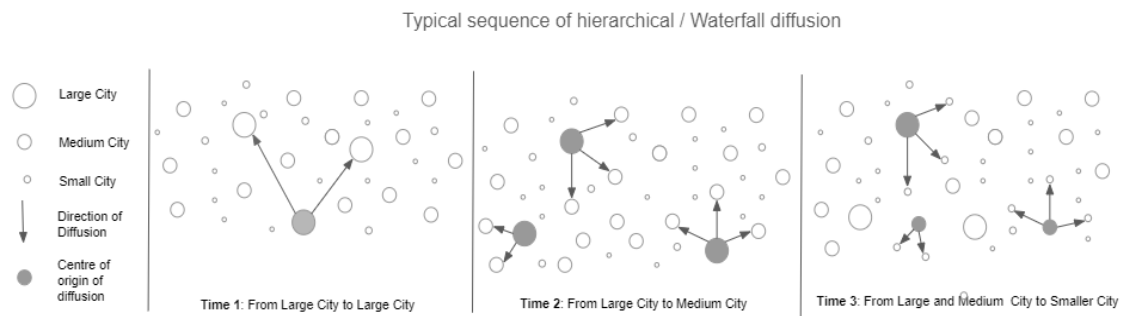 Typical sequence of hierarchical / Waterfall diffusion
Large City
Medium City
Small City
Direction of
Diffusion
Centre of
origin of
diffusion
Time 1: From Large City to Large City
Time 2: From Large City to Medium City
Time 3: From Large and Medium City to Smaller City